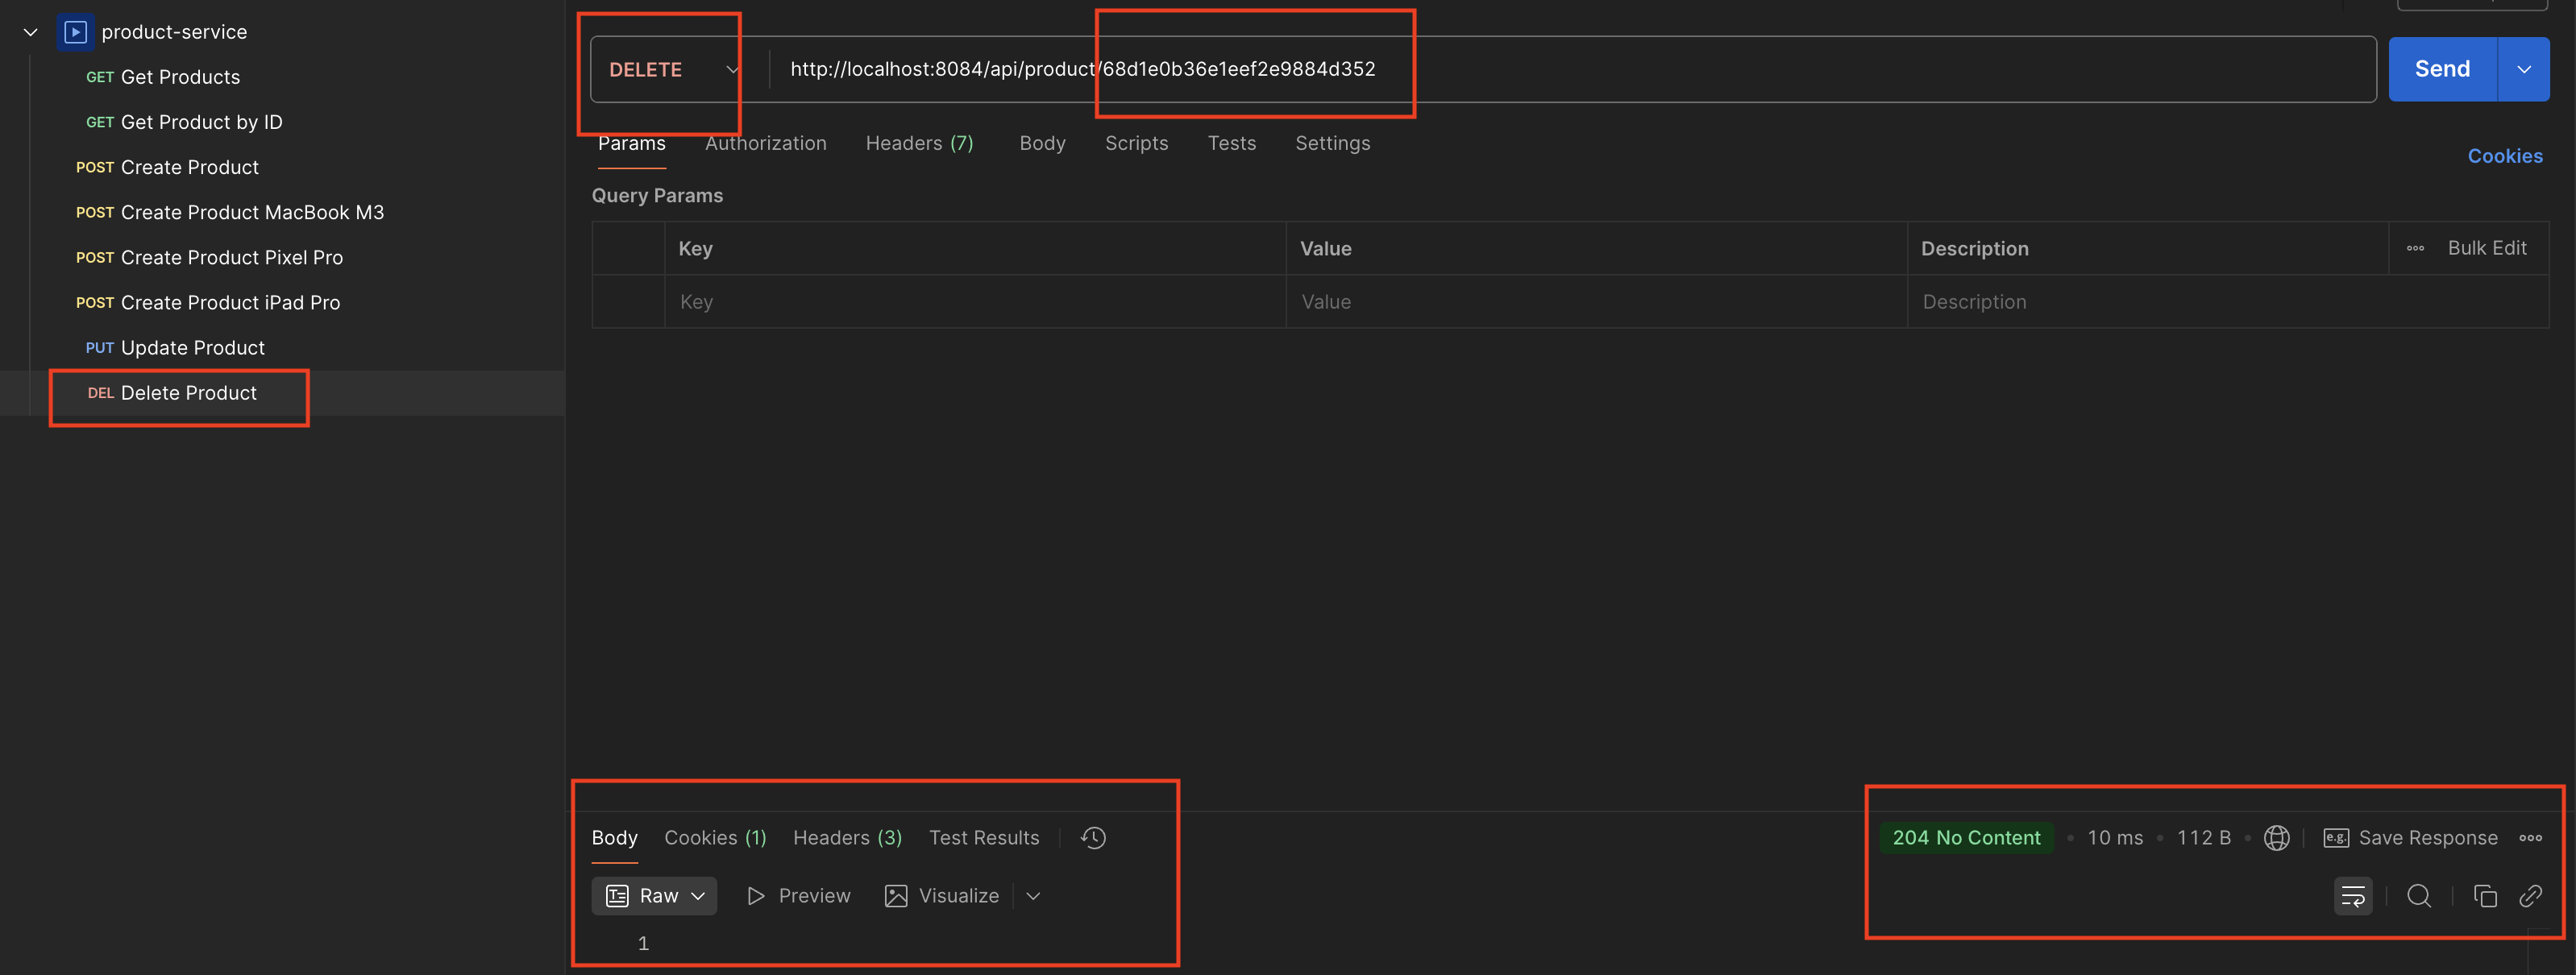 product-service
GET Get Products
GET Get Product by ID
POST Create Product
POST Create Product MacBook M3
POST Create Product Pixel Pro
POST Create Product iPad Pro
PUT Update Product
DEL Delete Product
DELETE http://localhost:8084/api/product/68d1e0b36e1eef2e9884d352 Send
Params Authorization Headers (7) Body Scripts Tests Settings Cookies
Query Params
Key Value Description Bulk Edit
Key Value Description
Body Cookies (1) Headers (3) Test Results 204 No Content • 10 ms • 112 B • e.g. Save Response
Raw Preview Visualize
1